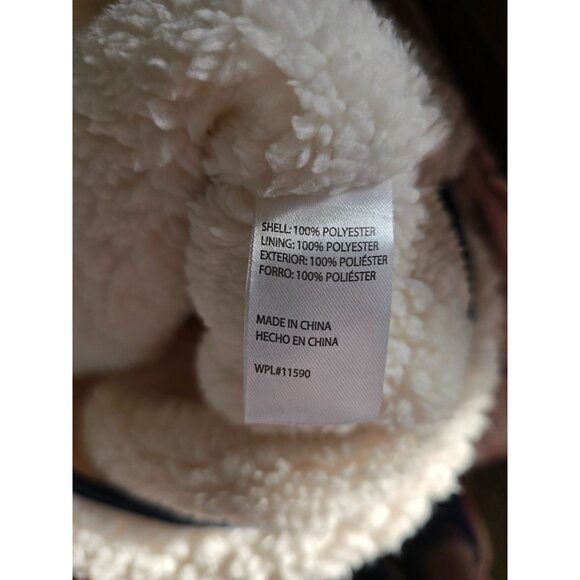 SHELL: 100% POLYESTER
LINING: 100% POLYESTER
EXTERIOR: 100% POLIÉSTER
FORRO: 100% POLIÉSTER
MADE IN CHINA
HECHO EN CHINA
WPL#11590